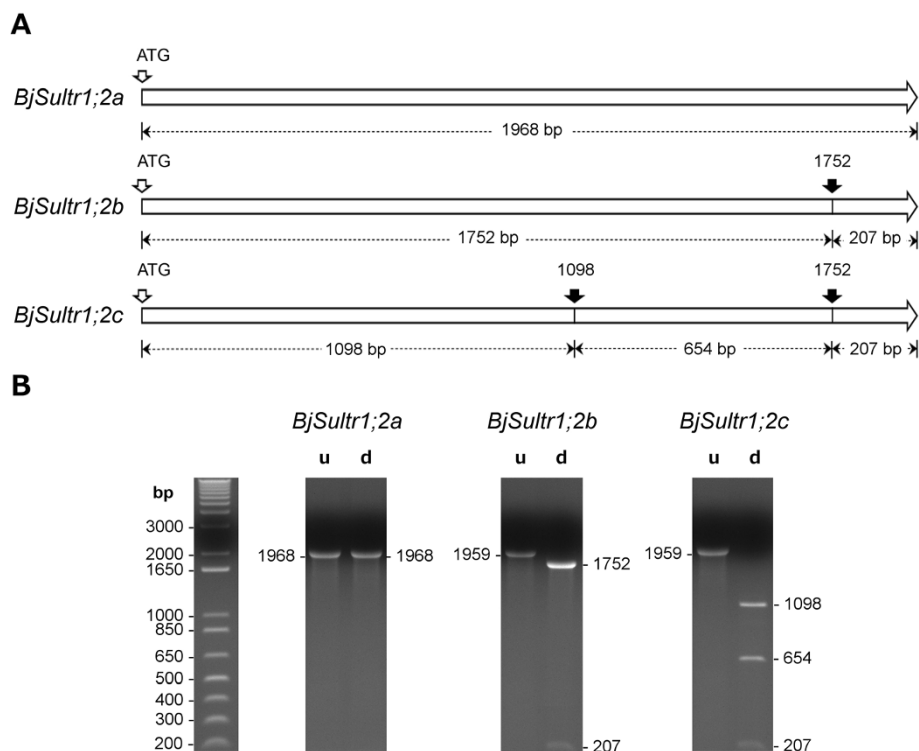 A
ATG
BjSultr1;2a
1968 bp
ATG 1752
BjSultr1;2b
1752 bp 207 bp
ATG 1098 1752
BjSultr1;2c
1098 bp 654 bp 207 bp
B
BjSultr1;2a BjSultr1;2b BjSultr1;2c
u d u d u d
bp
3000
2000
1650
1000
850
650
500
400
300
200
1968 1968
1959 1752
207
1959
1098
654
207